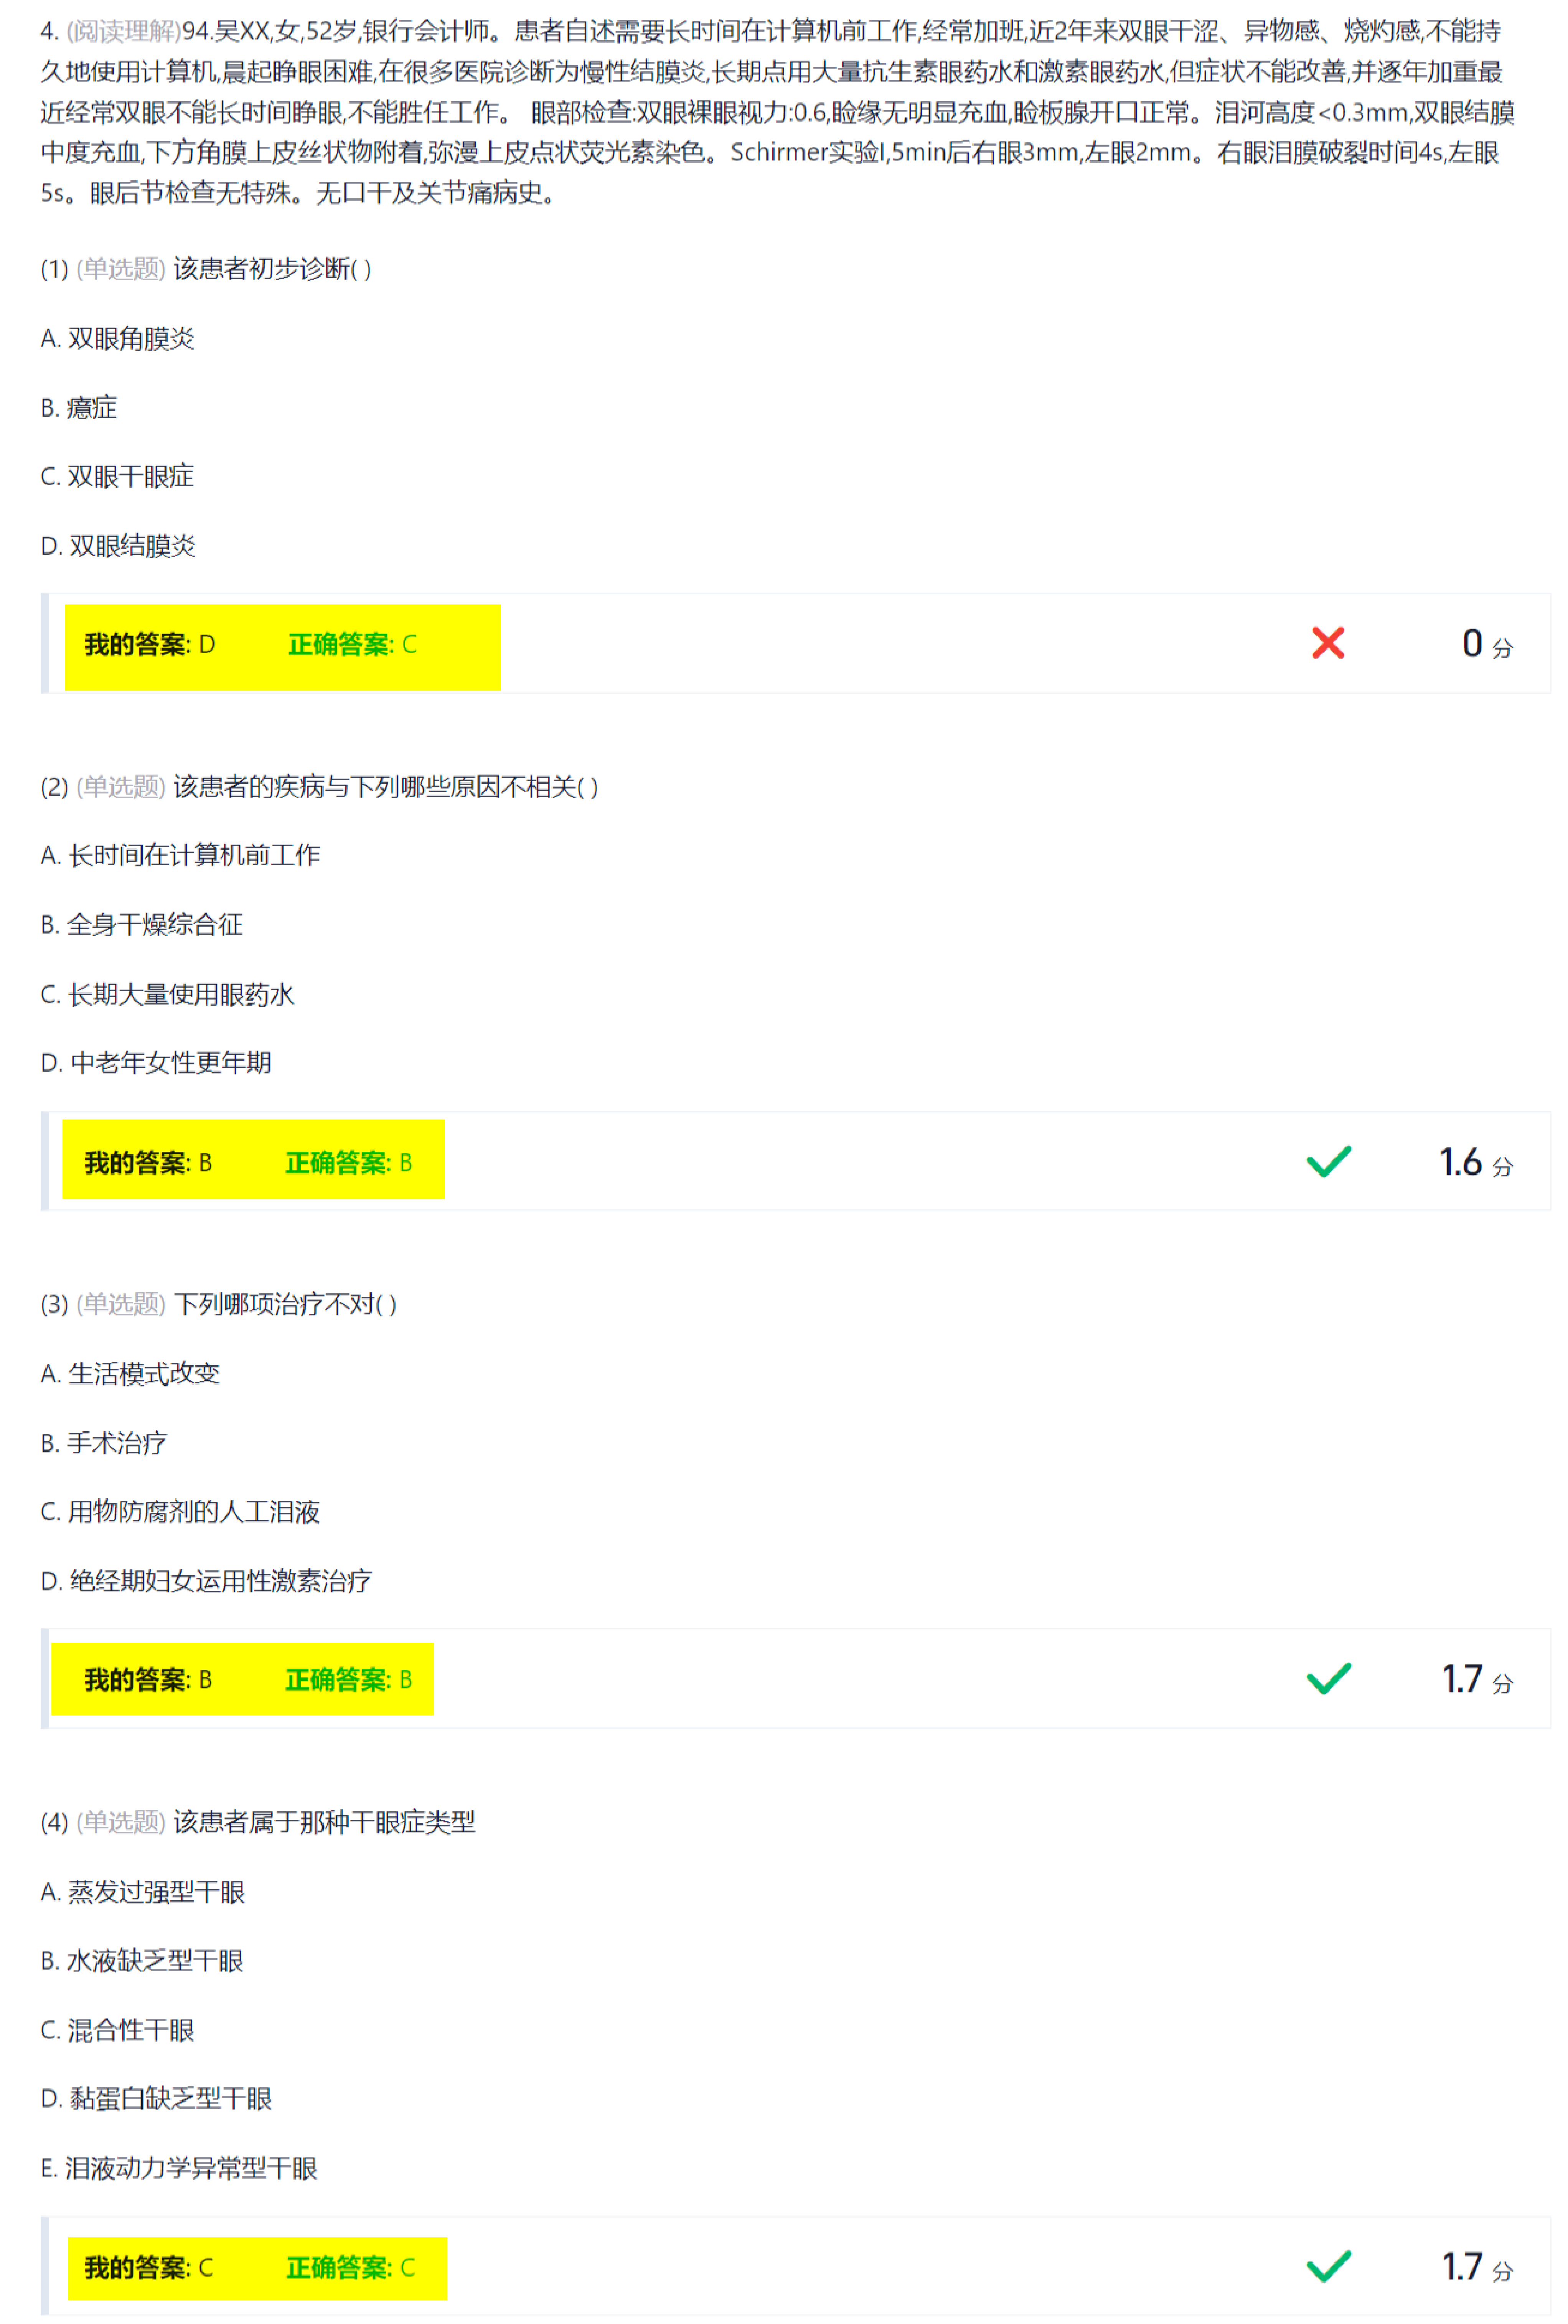 4. (阅读理解)94.吴XX,女,52岁,银行会计师。患者自述需要长时间在计算机前工作,经常加班,近2年来双眼干涩、异物感、烧灼感,不能持
久地使用计算机,晨起睁眼困难,在很多医院诊断为慢性结膜炎,长期点用大量抗生素眼药水和激素眼药水,但症状不能改善,并逐年加重最
近经常双眼不能长时间睁眼,不能胜任工作。 眼部检查:双眼裸眼视力:0.6,睑缘无明显充血,睑板腺开口正常。泪河高度<0.3mm,双眼结膜
中度充血,下方角膜上皮丝状物附着,弥漫上皮点状荧光素染色。Schirmer实验I,5min后右眼3mm,左眼2mm。右眼泪膜破裂时间4s,左眼
5s。眼后节检查无特殊。无口干及关节痛病史。
(1) (单选题) 该患者初步诊断( )
A. 双眼角膜炎
B. 癔症
C. 双眼干眼症
D. 双眼结膜炎
我的答案: D 正确答案: C 0 分
(2) (单选题) 该患者的疾病与下列哪些原因不相关( )
A. 长时间在计算机前工作
B. 全身干燥综合征
C. 长期大量使用眼药水
D. 中老年女性更年期
我的答案: B 正确答案: B 1.6 分
(3) (单选题) 下列哪项治疗不对( )
A. 生活模式改变
B. 手术治疗
C. 用物防腐剂的人工泪液
D. 绝经期妇女运用性激素治疗
我的答案: B 正确答案: B 1.7 分
(4) (单选题) 该患者属于那种干眼症类型
A. 蒸发过强型干眼
B. 水液缺乏型干眼
C. 混合性干眼
D. 黏蛋白缺乏型干眼
E. 泪液动力学异常型干眼
我的答案: C 正确答案: C 1.7 分